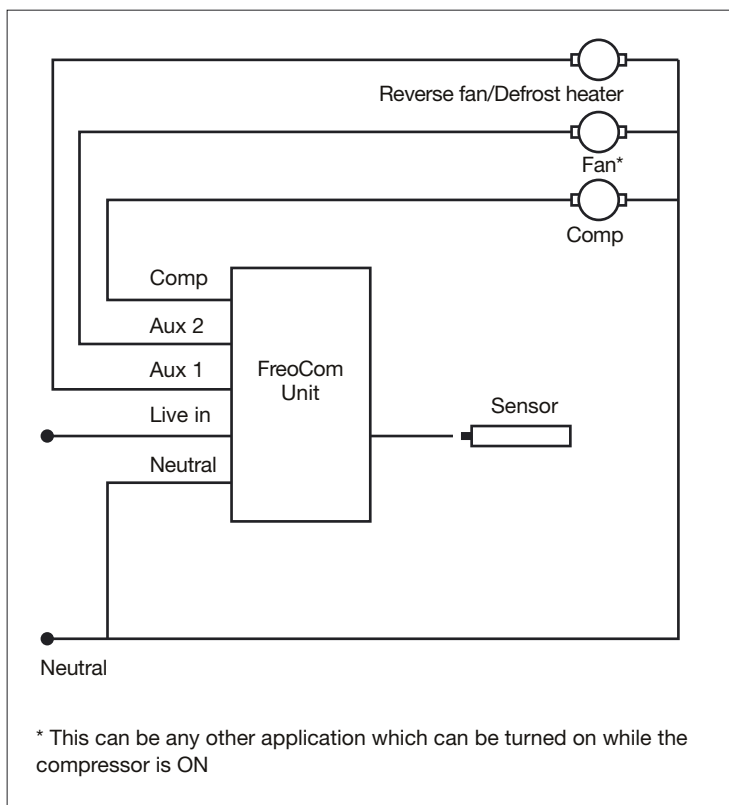 Reverse fan/Defrost heater
Fan*
Comp
Comp
Aux 2
Aux 1
FreoCom
Unit
Live in
Sensor
Neutral
Neutral
* This can be any other application which can be turned on while the
compressor is ON